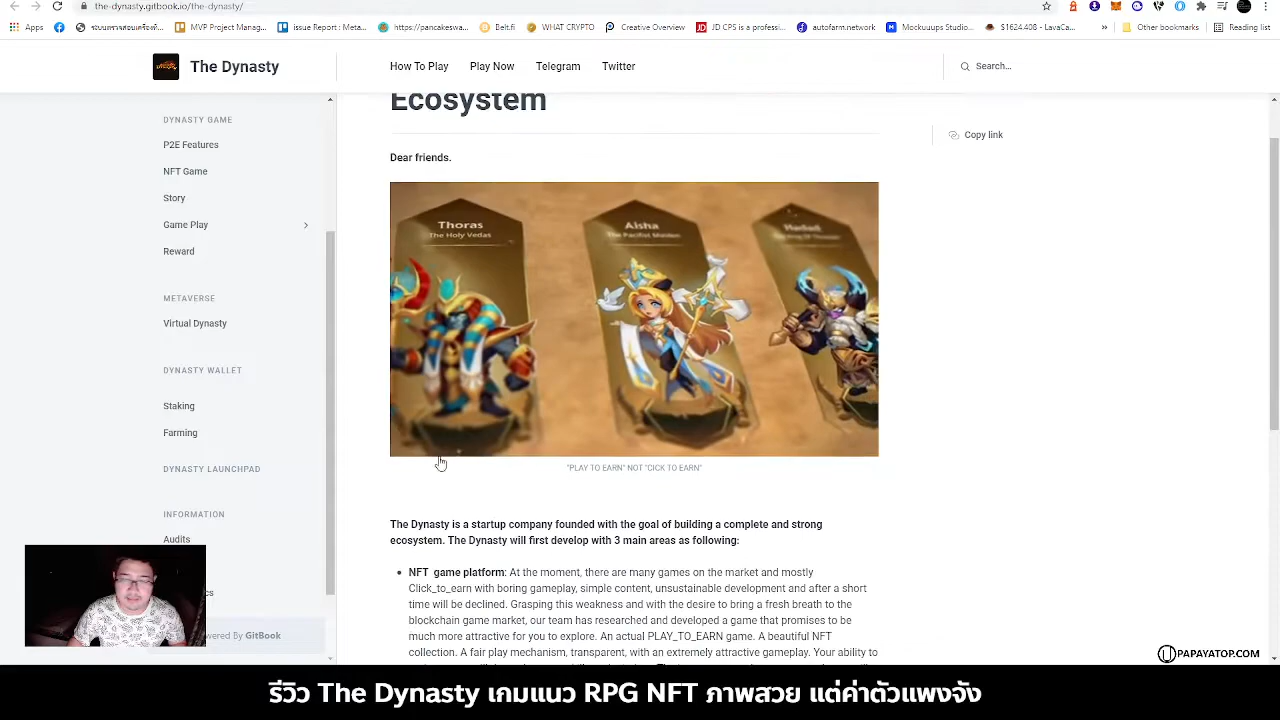 the-dynasty.gitbook.io/the-dynasty/
Apps
MVP Project Manag...
issue Report : Meta...
https://pancakeswa...
Belt.fi
WHAT CRYPTO
Creative Overview
JD CPS is a professi...
autofarm.network
Mockuuups Studio...
$1624.408 - LavaCa...
»
Other bookmarks
Reading list
The Dynasty
How To Play
Play Now
Telegram
Twitter
Search...
DYNASTY GAME
P2E Features
NFT Game
Story
Game Play
Reward
METAVERSE
Virtual Dynasty
DYNASTY WALLET
Staking
Farming
DYNASTY LAUNCHPAD
INFORMATION
Audits
cs
wered By GitBook
Ecosystem
Copy link
Dear friends.
Thoras
The Holy Vedas
Aisha
The Pacifist Maiden
"PLAY TO EARN" NOT "CICK TO EARN"
The Dynasty is a startup company founded with the goal of building a complete and strong
ecosystem. The Dynasty will first develop with 3 main areas as following:
• NFT game platform: At the moment, there are many games on the market and mostly
Click_to_earn with boring gameplay, simple content, unsustainable development and after a short
time will be declined. Grasping this weakness and with the desire to bring a fresh breath to the
blockchain game market, our team has researched and developed a game that promises to be
much more attractive for you to explore. An actual PLAY_TO_EARN game. A beautiful NFT
collection. A fair play mechanism, transparent, with an extremely attractive gameplay. Your ability to
PAPAYATOP.COM
รีวิว The Dynasty เกมแนว RPG NFT ภาพสวย แต่ค่าตัวแพงจัง